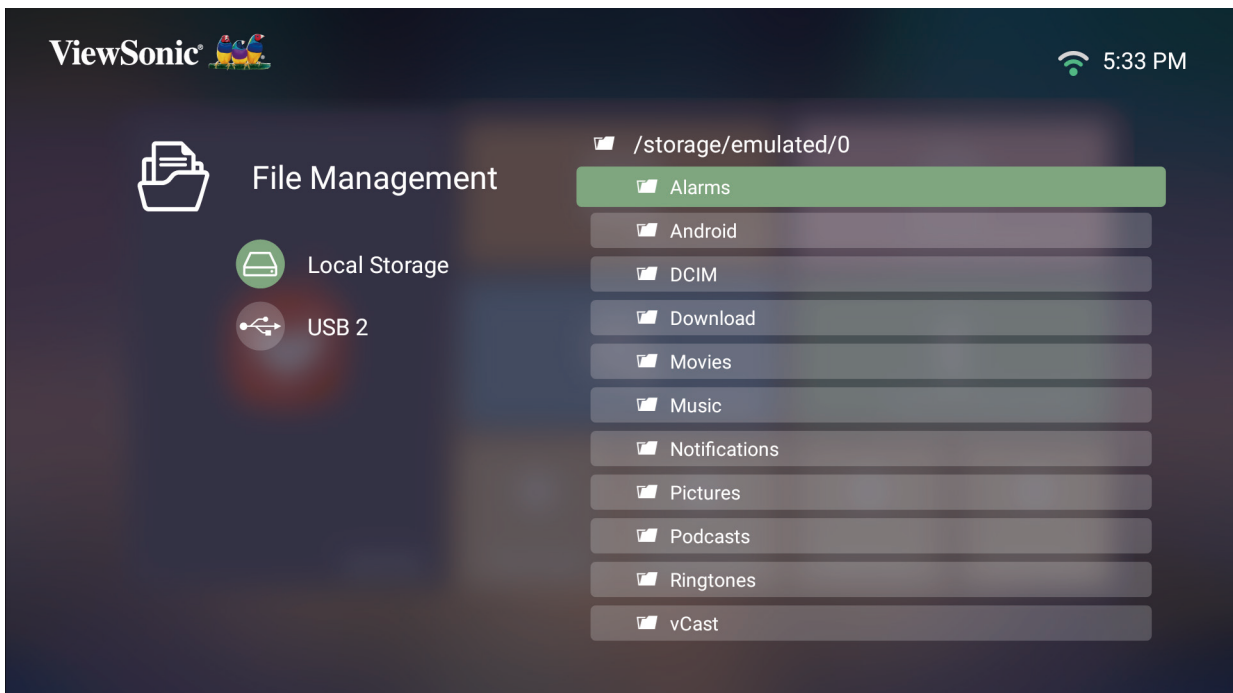 ViewSonic®
5:33 PM
File Management
Local Storage
USB 2
/storage/emulated/0
Alarms
Android
DCIM
Download
Movies
Music
Notifications
Pictures
Podcasts
Ringtones
vCast